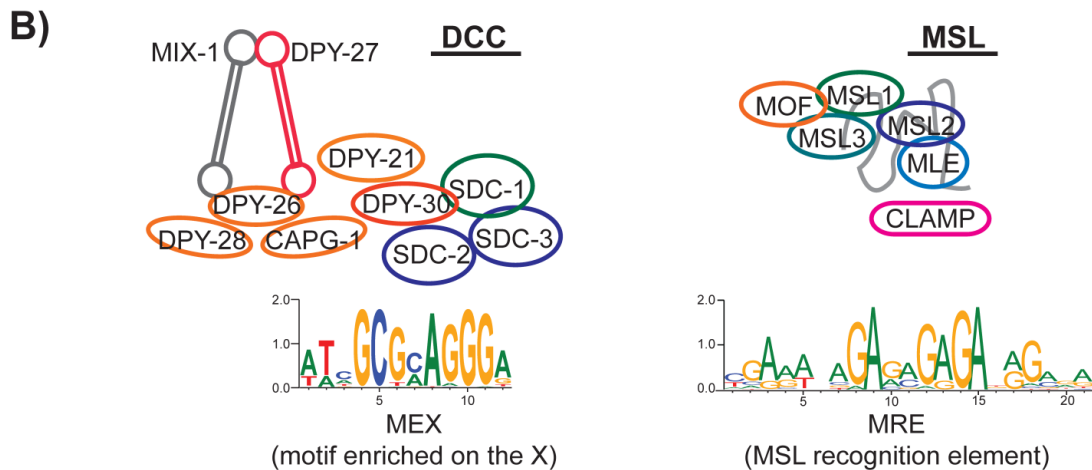 B)
DCC
MSL
MIX-1
DPY-27
DPY-21
DPY-26
DPY-30
SDC-1
DPY-28
CAPG-1
SDC-2
SDC-3
MOF
MSL1
MSL3
MSL2
MLE
CLAMP
2.0
1.0
0.0
ATCGCGCAGGGA
5
10
MEX
(motif enriched on the X)
2.0
1.0
0.0
5
10
15
20
MRE
(MSL recognition element)